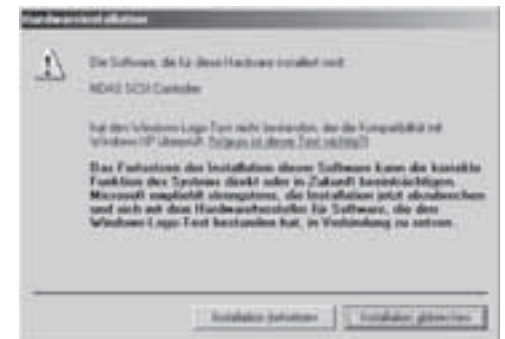 Hardwareinstallation
Die Software, die für diese Hardware installiert wird:
NDAS SCSI Controller
hat den Windows-Logo-Test nicht bestanden, der die Kompatibilität mit
Windows XP überprüft. (Warum ist dieser Test wichtig?)
Das Fortsetzen der Installation dieser Software kann die korrekte
Funktion des Systems direkt oder in Zukunft beeinträchtigen.
Microsoft empfiehlt strengstens, die Installation jetzt abzubrechen
und sich mit dem Hardwarehersteller für Software, die den
Windows-Logo-Test bestanden hat, in Verbindung zu setzen.
Installation fortsetzen
Installation abbrechen